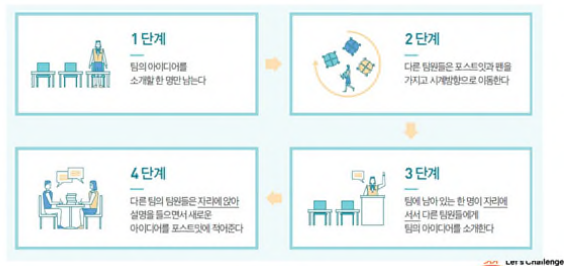 1 단계
팀의 아이디어를
소개할 한 명만 남는다
2 단계
다른 팀원들은 포스트잇과 펜을
가지고 시계방향으로 이동한다
3 단계
팀에 남아 있는 한 명이 자리에
서서 다른 팀원들에게
팀의 아이디어를 소개한다
4 단계
다른 팀의 팀원들은 자리에 앉아
설명을 들으면서 새로운
아이디어를 포스트잇에 적어준다
Let's Challenge